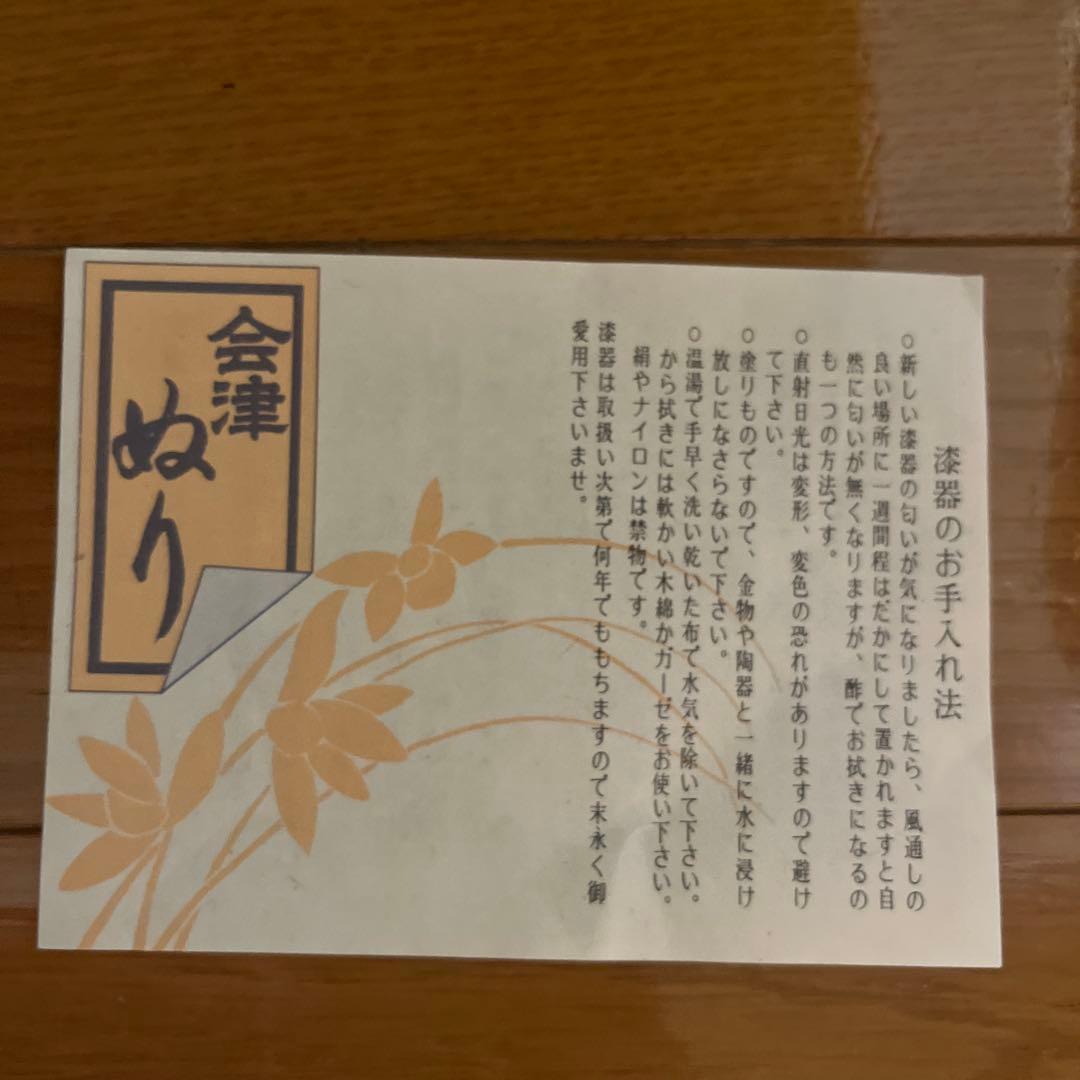 漆器のお手入れ法
○新しい漆器の匂いが気になりましたら、風通しの
良い場所に一週間程はだかにして置かれますと自
然に匂いが無くなりますが、酢でお拭きになるの
も一つの方法です。
○直射日光は変形、変色の恐れがありますので避け
て下さい。
○塗りものですので、金物や陶器と一緒に水に浸け
放しになさらないで下さい。
○温湯で手早く洗い乾いた布で水気を除いて下さい。
から拭きには軟かい木綿かガーゼをお使い下さい。
絹やナイロンは禁物です。
漆器は取扱い次第で何年でももちますので末永く御
愛用下さいませ。
会津
ぬり